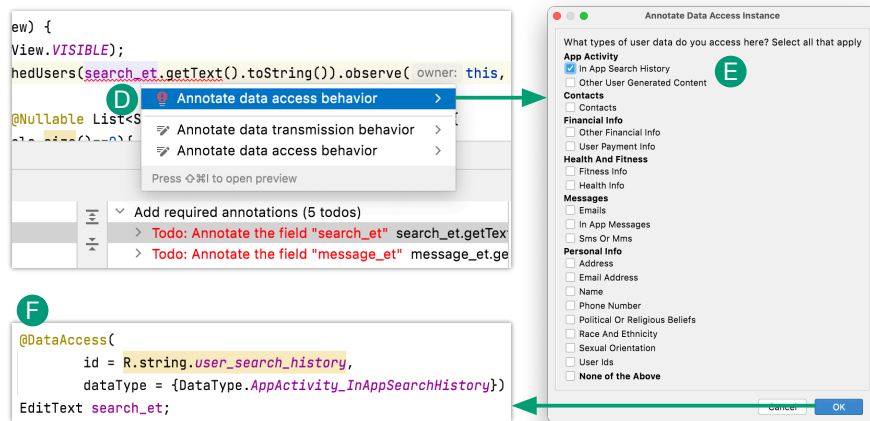 ew) {
View.VISIBLE);
hedUsers(search_et.getText().toString()).observe( owner: this,
D
Annotate data access behavior
@Nullable List<S
{
Annotate data transmission behavior
size()==0){
Annotate data access behavior
Press ⇧⌘I to open preview
Add required annotations (5 todos)
Todo: Annotate the field "search_et" search_et.getTex
Todo: Annotate the field "message_et" message_et.ge
Annotate Data Access Instance
What types of user data do you access here? Select all that apply
App Activity
In App Search History
E
Other User Generated Content
Contacts
Contacts
Financial Info
Other Financial Info
User Payment Info
Health And Fitness
Fitness Info
Health Info
Messages
Emails
In App Messages
Sms Or Mms
Personal Info
Address
Email Address
Name
Phone Number
Political Or Religious Beliefs
Race And Ethnicity
Sexual Orientation
User Ids
None of the Above
Cancel
OK
F
@DataAccess(
id = R.string.user_search_history,
dataType = {DataType.AppActivity_InAppSearchHistory})
EditText search_et;